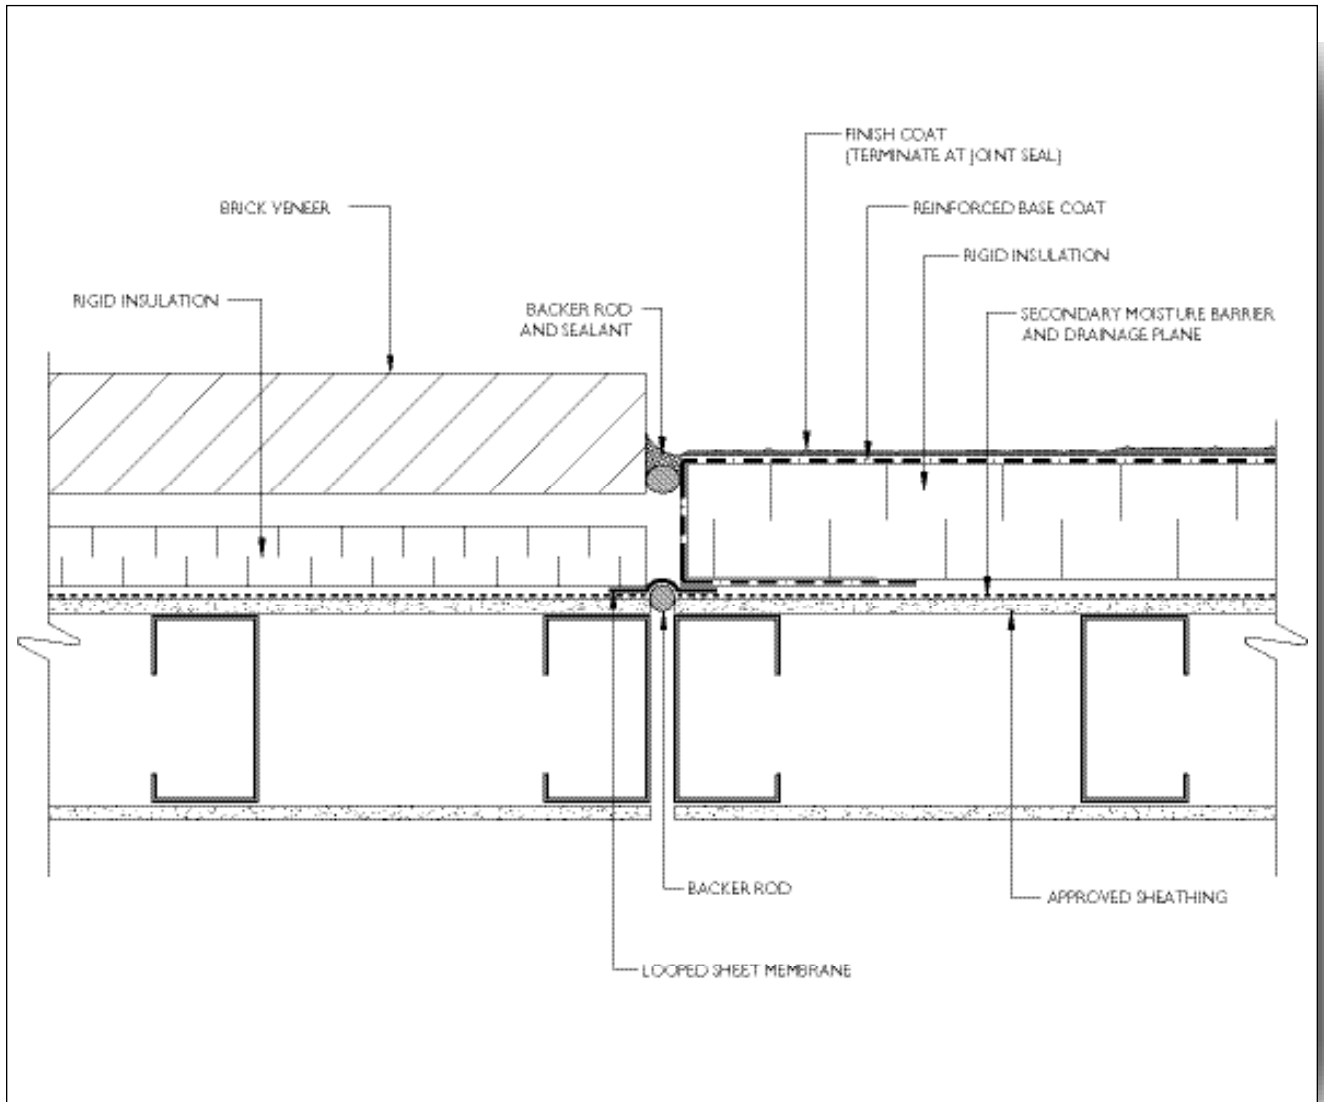 FINISH COAT
(TERMINATE AT JOINT SEAL)
BRICK VENEER
REINFORCED BASE COAT
RIGID INSULATION
RIGID INSULATION
BACKER ROD
AND SEALANT
SECONDARY MOISTURE BARRIER
AND DRAINAGE PLANE
BACKER ROD
APPROVED SHEATHING
LOOPED SHEET MEMBRANE